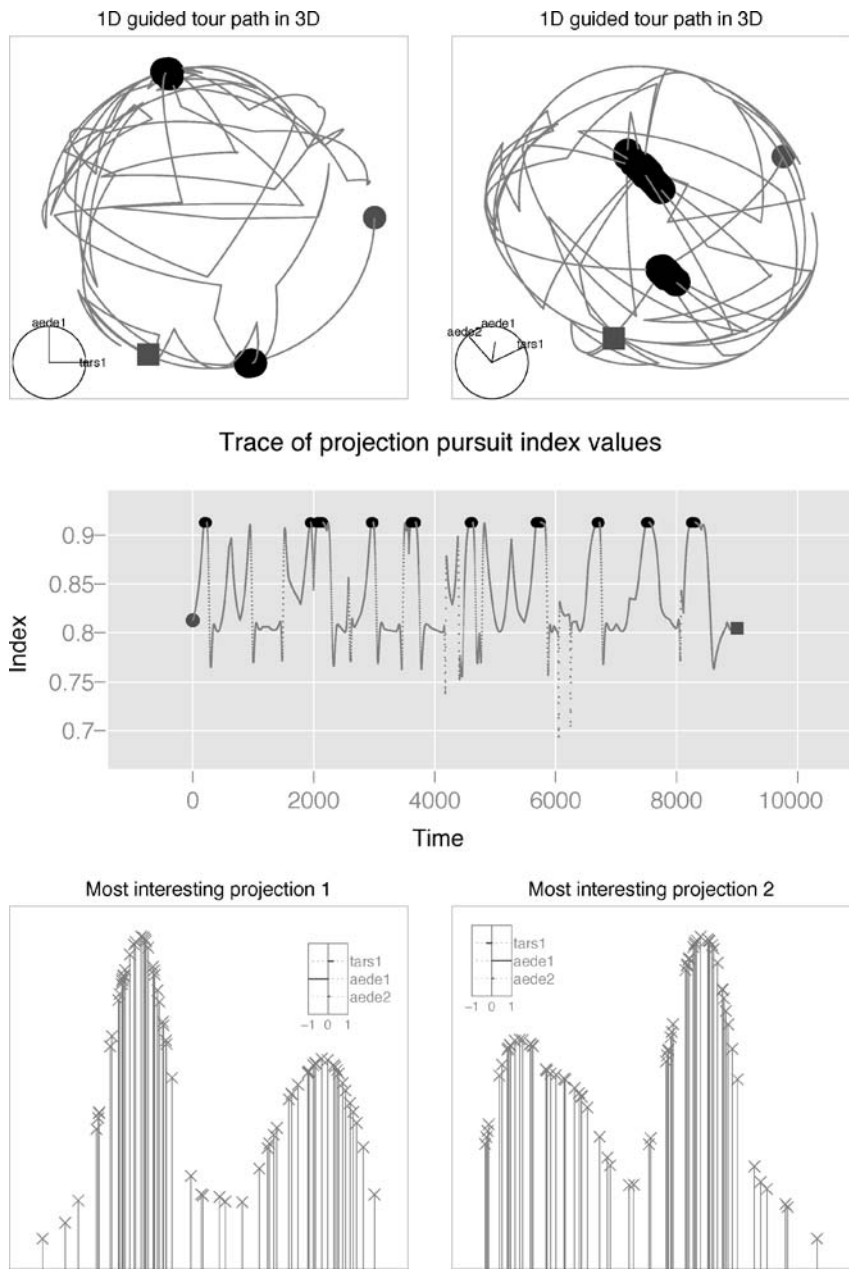 1D guided tour path in 3D
1D guided tour path in 3D
aede1
tars1
aede1
aede2
tars1
Trace of projection pursuit index values
Index
0.9
0.85
0.8
0.75
0.7
0 2000 4000 6000 8000 10000
Time
Most interesting projection 1
Most interesting projection 2
tars1
aede1
aede2
-1 0 1
tars1
aede1
aede2
-1 0 1